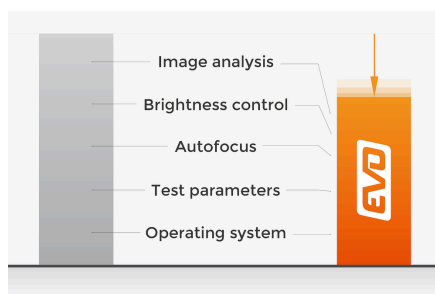 Image analysis
Brightness control
Autofocus
Test parameters
Operating system
EVO